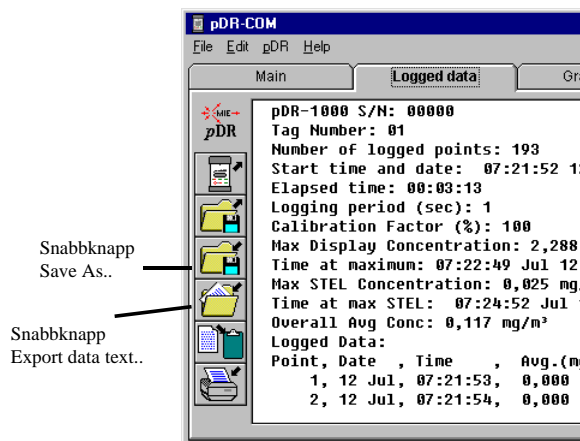 pDR-COM
File Edit pDR Help
Main Logged data Gr
MIE
pDR
pDR-1000 S/N: 00000
Tag Number: 01
Number of logged points: 193
Start time and date: 07:21:52 1
Elapsed time: 00:03:13
Logging period (sec): 1
Calibration Factor (%): 100
Max Display Concentration: 2,288
Time at maximum: 07:22:49 Jul 12
Max STEL Concentration: 0,025 mg
Time at max STEL: 07:24:52 Jul
Overall Avg Conc: 0,117 mg/m³
Logged Data:
Point, Date , Time , Avg.(m
1, 12 Jul, 07:21:53, 0,000
2, 12 Jul, 07:21:54, 0,000
Snabbknapp
Save As..
Snabbknapp
Export data text..